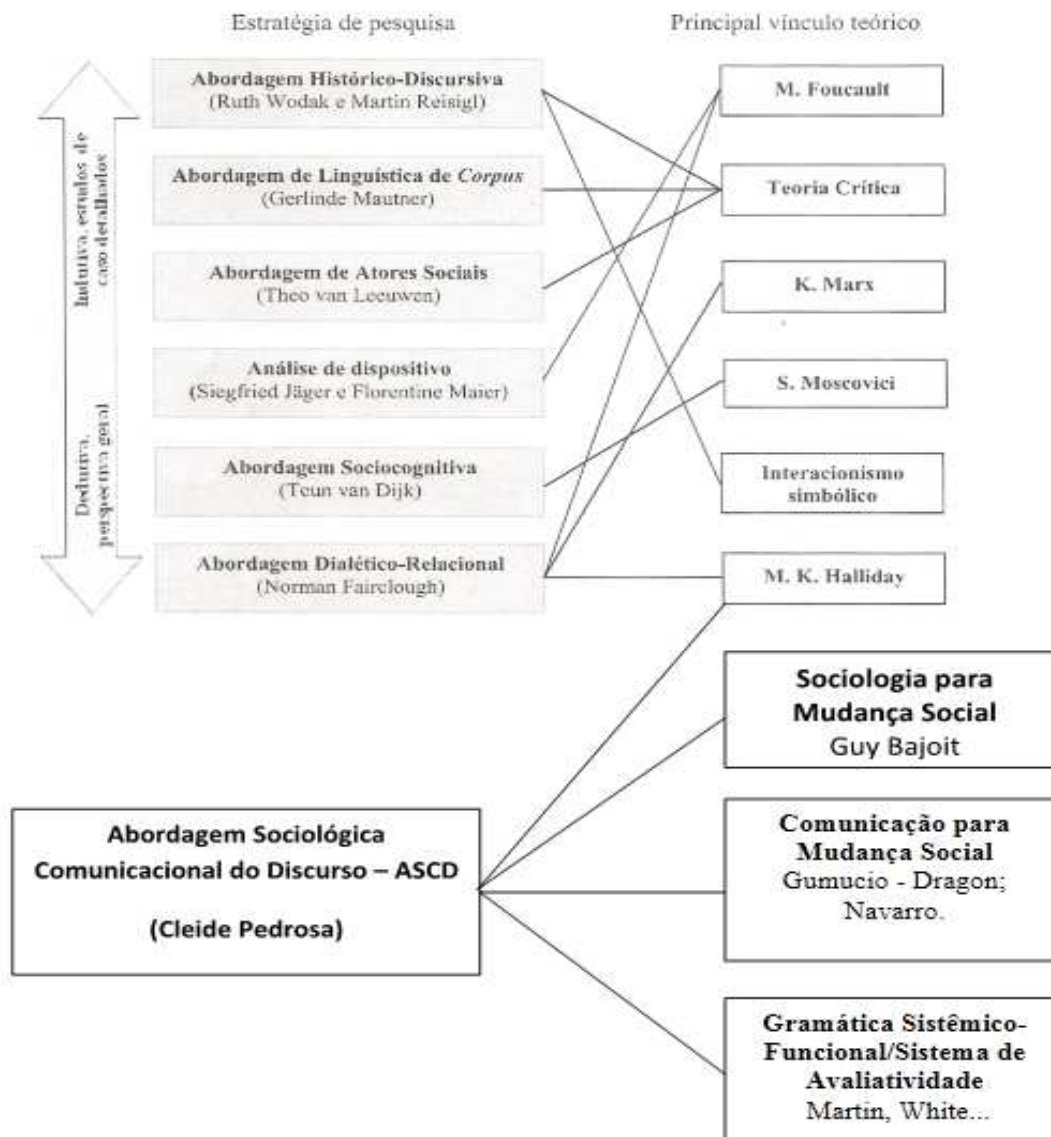 Estratégia de pesquisa
Principal vínculo teórico
Indutiva, estudos de
caso detalhados
Dedutiva,
perspectiva geral
Abordagem Histórico-Discursiva
(Ruth Wodak e Martin Reisigl)
Abordagem de Linguística de Corpus
(Gerlinde Mautner)
Abordagem de Atores Sociais
(Theo van Leeuwen)
Análise de dispositivo
(Siegfried Jäger e Florentine Maier)
Abordagem Sociocognitiva
(Teun van Dijk)
Abordagem Dialético-Relacional
(Norman Fairclough)
M. Foucault
Teoria Crítica
K. Marx
S. Moscovici
Interacionismo
simbólico
M. K. Halliday
Abordagem Sociológica
Comunicacional do Discurso – ASCD
(Cleide Pedrosa)
Sociologia para
Mudança Social
Guy Bajoit
Comunicação para
Mudança Social
Gumucio - Dragon;
Navarro.
Gramática Sistêmico-
Funcional/Sistema de
Avaliatividade
Martin, White...